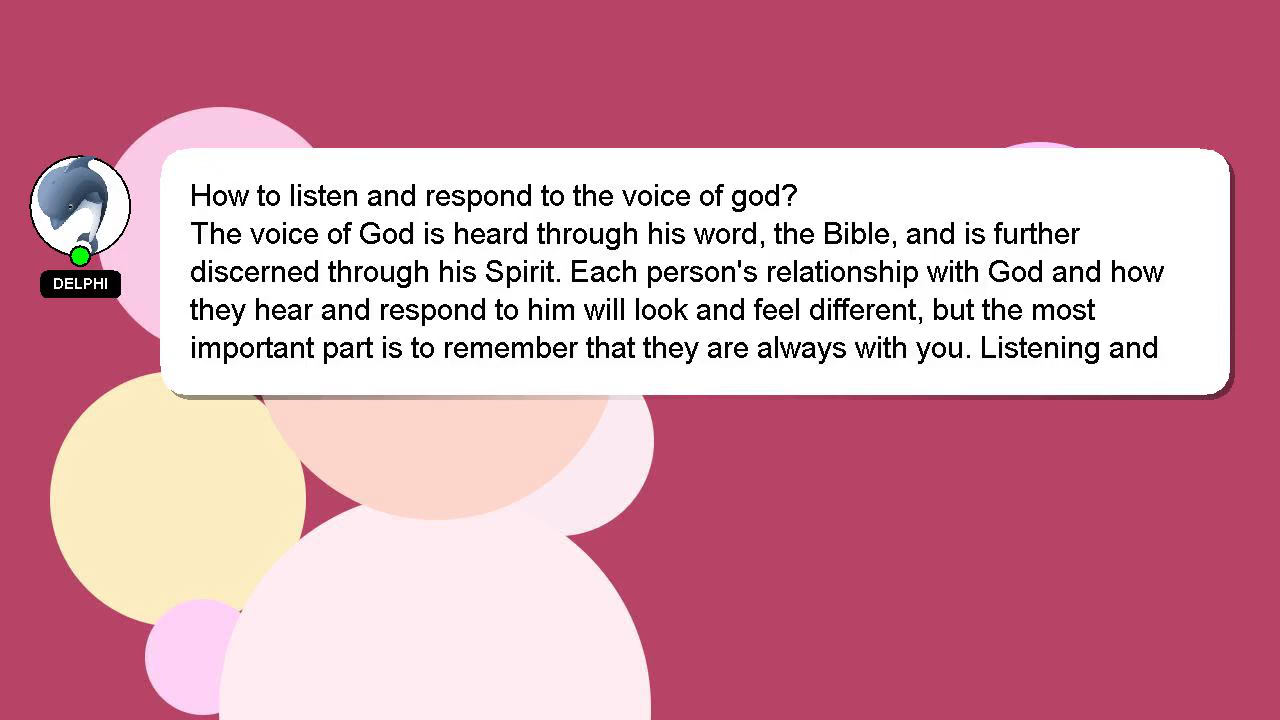 How to listen and respond to the voice of god?
The voice of God is heard through his word, the Bible, and is further
discerned through his Spirit. Each person's relationship with God and how
they hear and respond to him will look and feel different, but the most
important part is to remember that they are always with you. Listening and
DELPHI